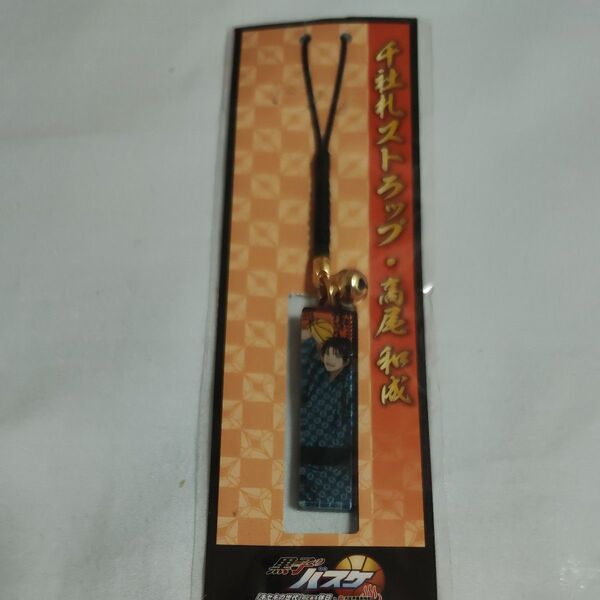 千社札ストラップ・高尾 和成
黒子の
バスケ